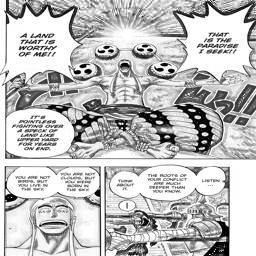 THAT
IS THE
PARADISE
I SEEK!!
A LAND
THAT IS
WORTHY
OF ME!!
IT'S
POINTLESS
FIGHTING OVER
A SPECK OF
LAND LIKE
UPPER YARD
FOR YEARS
ON END.
LISTEN
THE ROOTS OF
YOUR CONFLICT
ARE MUCH
DEEPER THAN
YOU KNOW.
THINK
ABOUT
YOU ARE NOT
CLOUDS, BUT
YOU WERE
BORN IN
THE SKY.
YOU ARE
NOT BIRDS,
BUT YOU
LIVE IN
THE SKY.